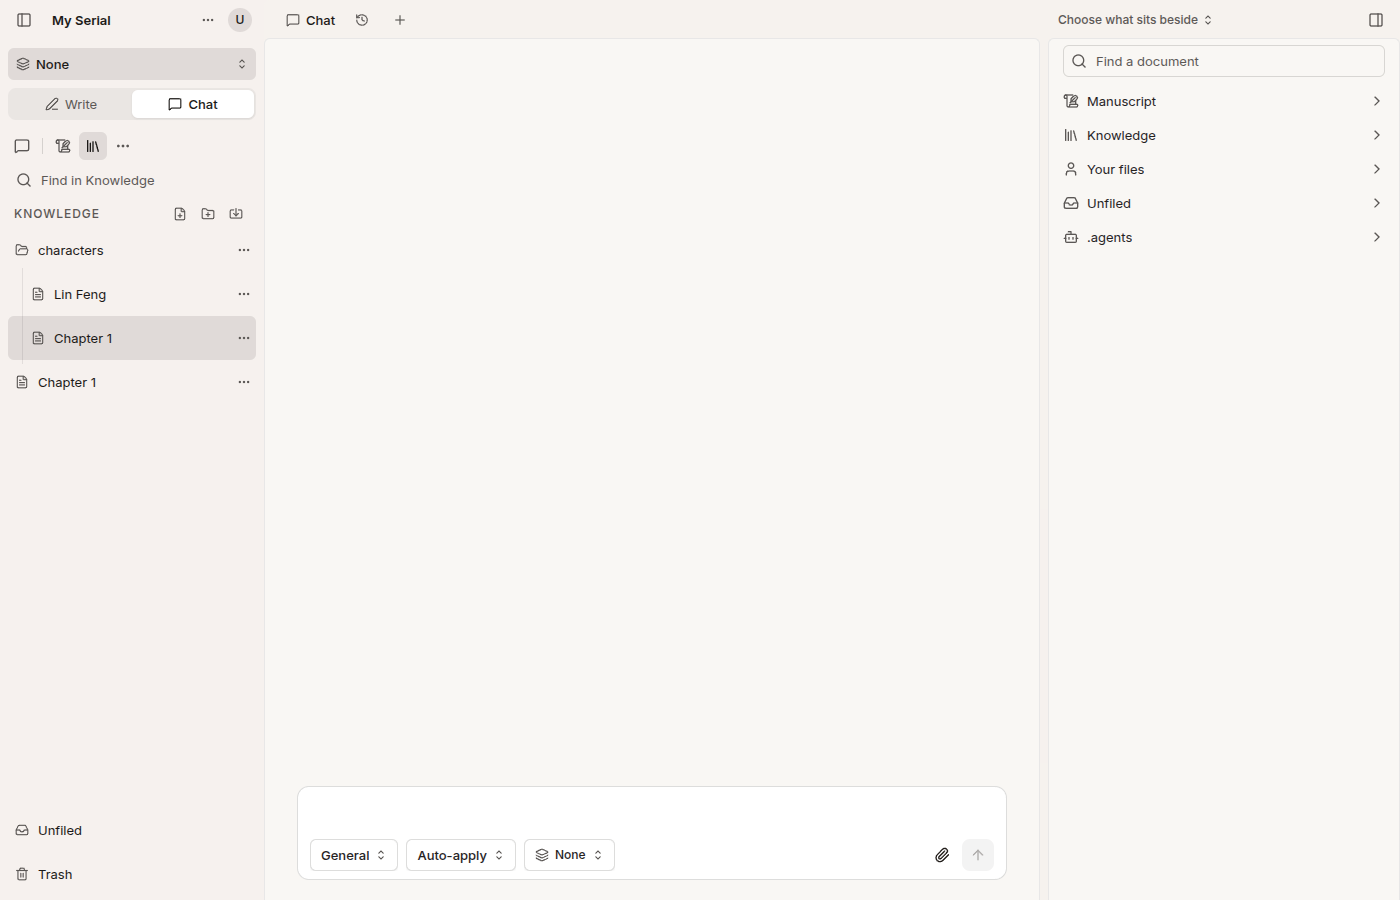 My Serial
U
None
Write
Chat
Find in Knowledge
KNOWLEDGE
characters
Lin Feng
Chapter 1
Chapter 1
Unfiled
Trash
Chat
General
Auto-apply
None
Choose what sits beside
Find a document
Manuscript
Knowledge
Your files
Unfiled
.agents